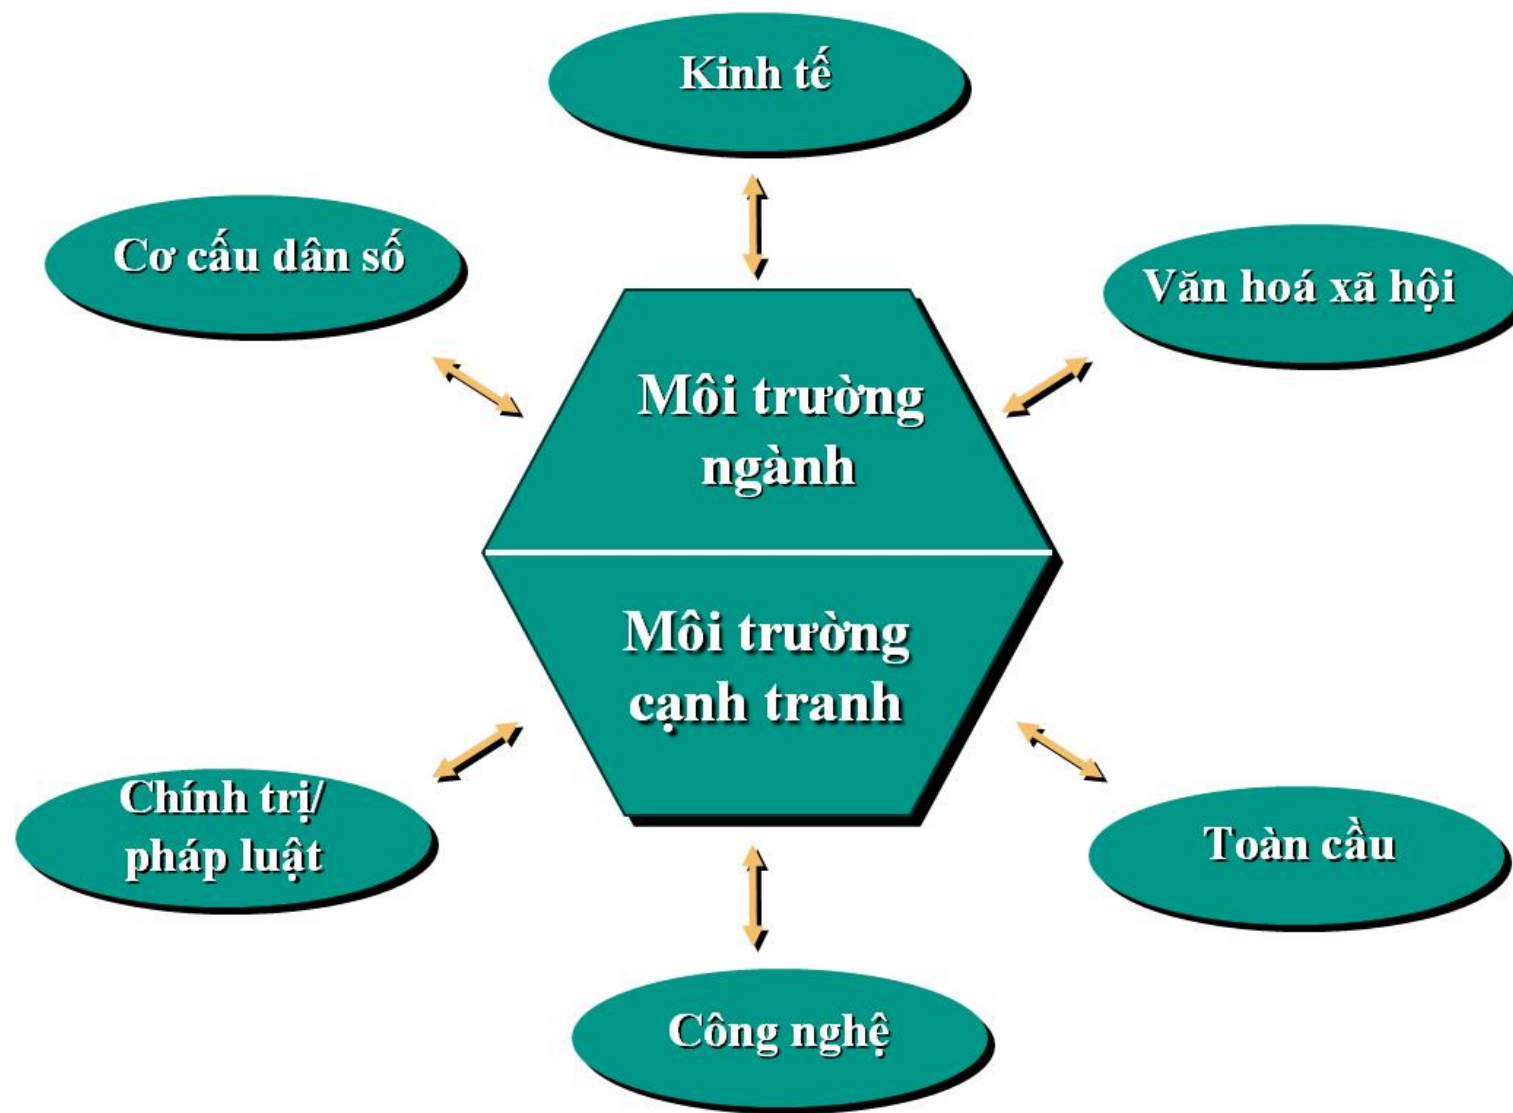 Kinh tế
Cơ cấu dân số
Văn hoá xã hội
Môi trường
ngành
Môi trường
cạnh tranh
Chính trị/
pháp luật
Toàn cầu
Công nghệ